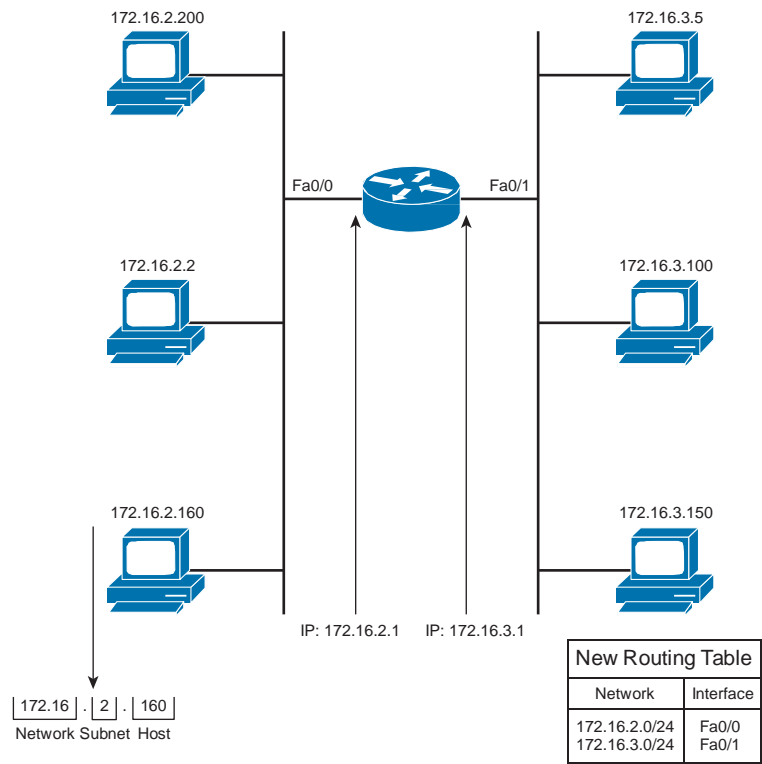 172.16.2.200
172.16.3.5
Fa0/0
Fa0/1
172.16.2.2
172.16.3.100
172.16.2.160
172.16.3.150
IP: 172.16.2.1
IP: 172.16.3.1
172.16 . 2 . 160
Network Subnet Host
New Routing Table
Network Interface
172.16.2.0/24 Fa0/0
172.16.3.0/24 Fa0/1